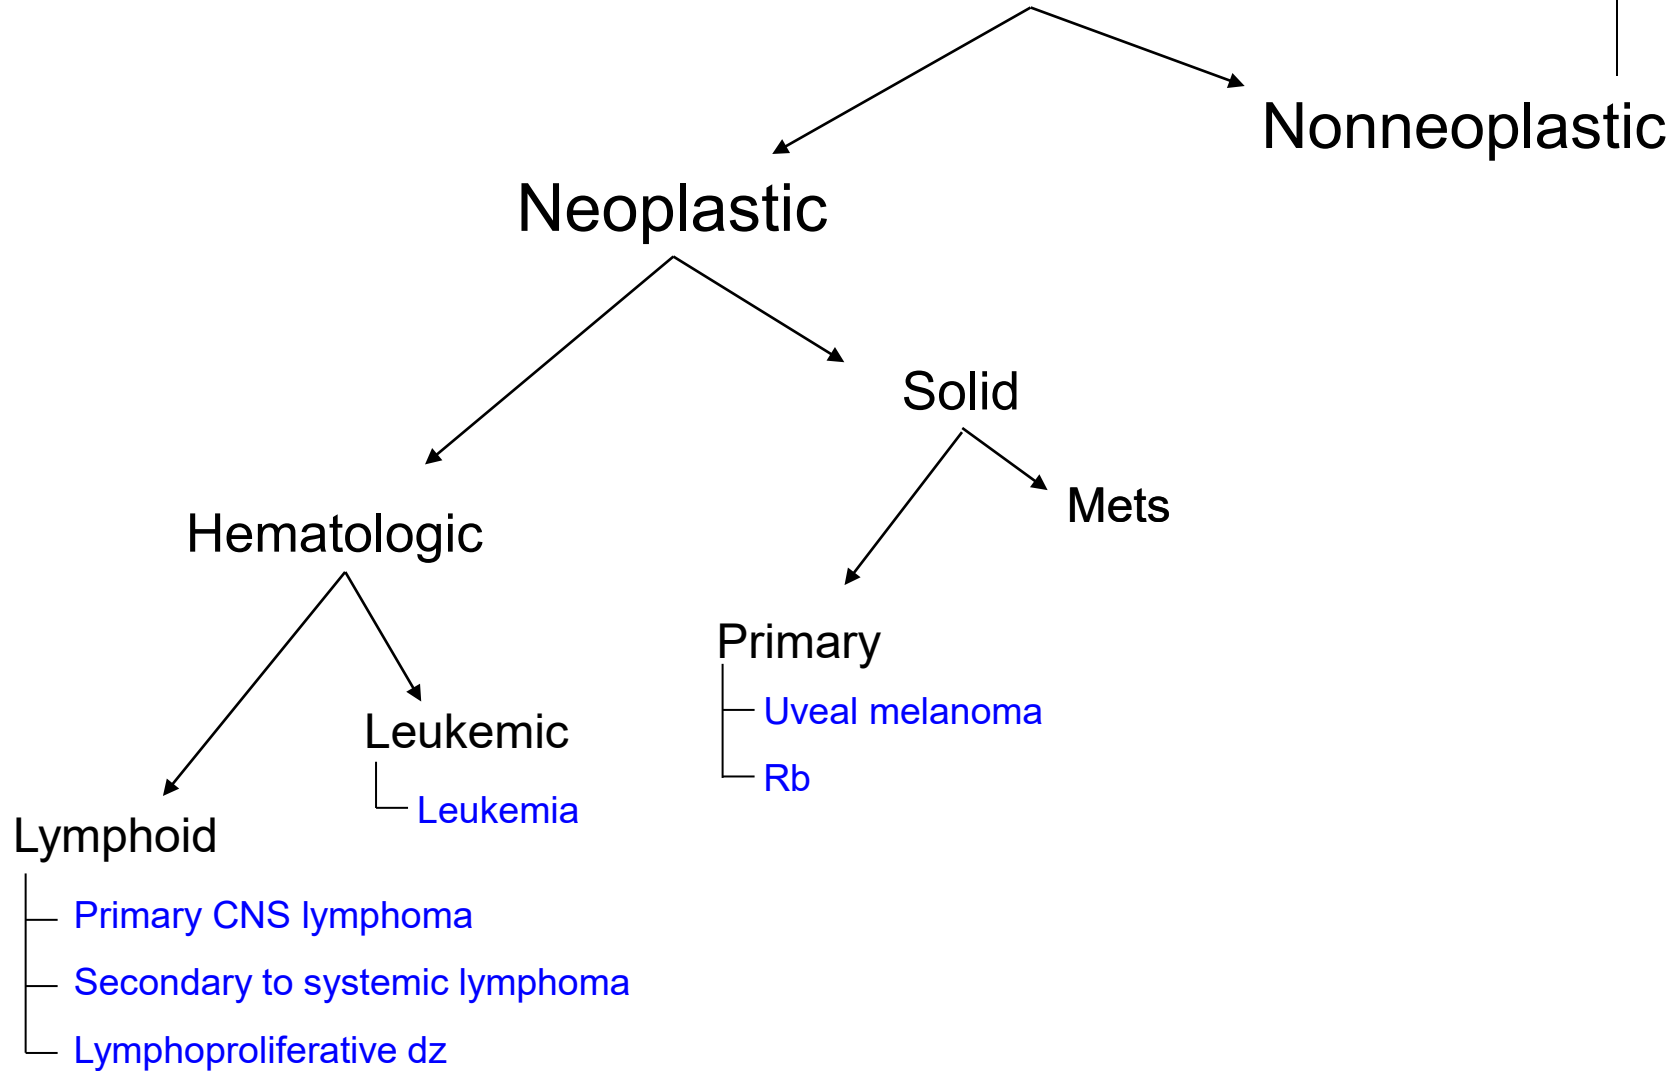 Nonneoplastic
Neoplastic
Solid
Mets
Hematologic
Primary
Uveal melanoma
Rb
Leukemic
Leukemia
Lymphoid
Primary CNS lymphoma
Secondary to systemic lymphoma
Lymphoproliferative dz